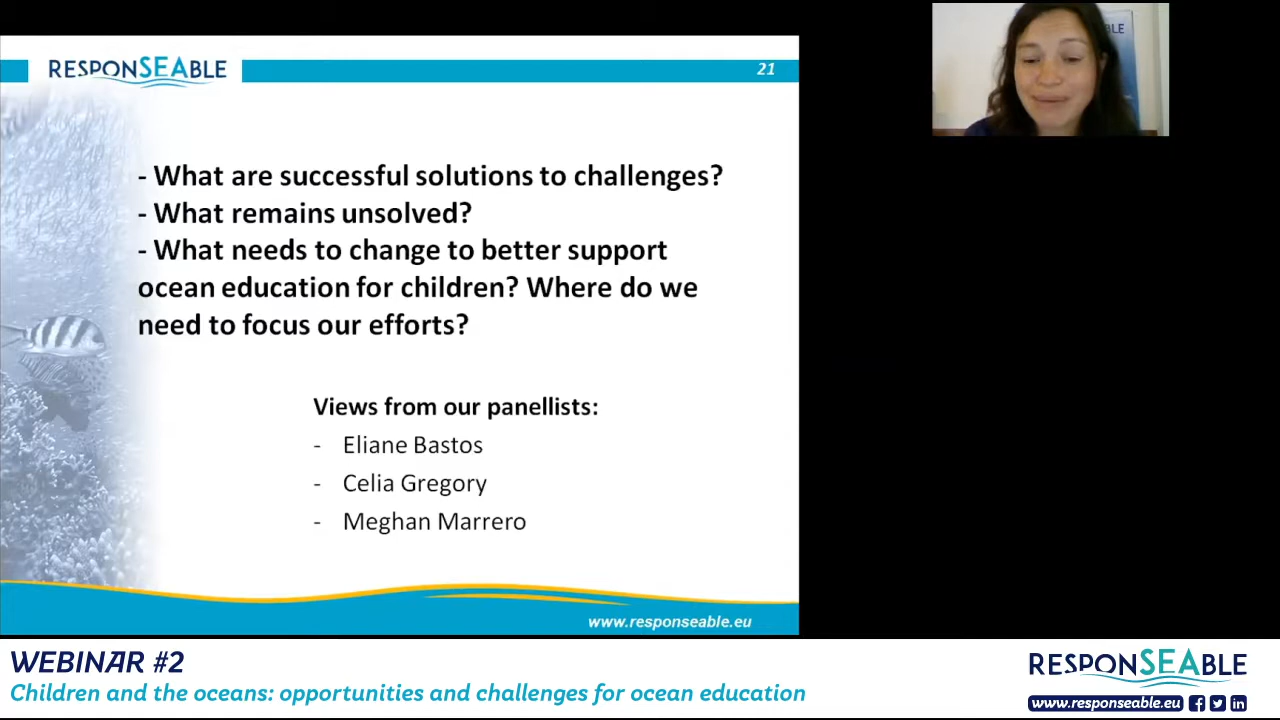 RESPONSEABLE
21
- What are successful solutions to challenges?
- What remains unsolved?
- What needs to change to better support
ocean education for children? Where do we
need to focus our efforts?
Views from our panellists:
- Eliane Bastos
- Celia Gregory
- Meghan Marrero
www.responseable.eu
WEBINAR #2
Children and the oceans: opportunities and challenges for ocean education
RESPONSEABLE
www.responseable.eu